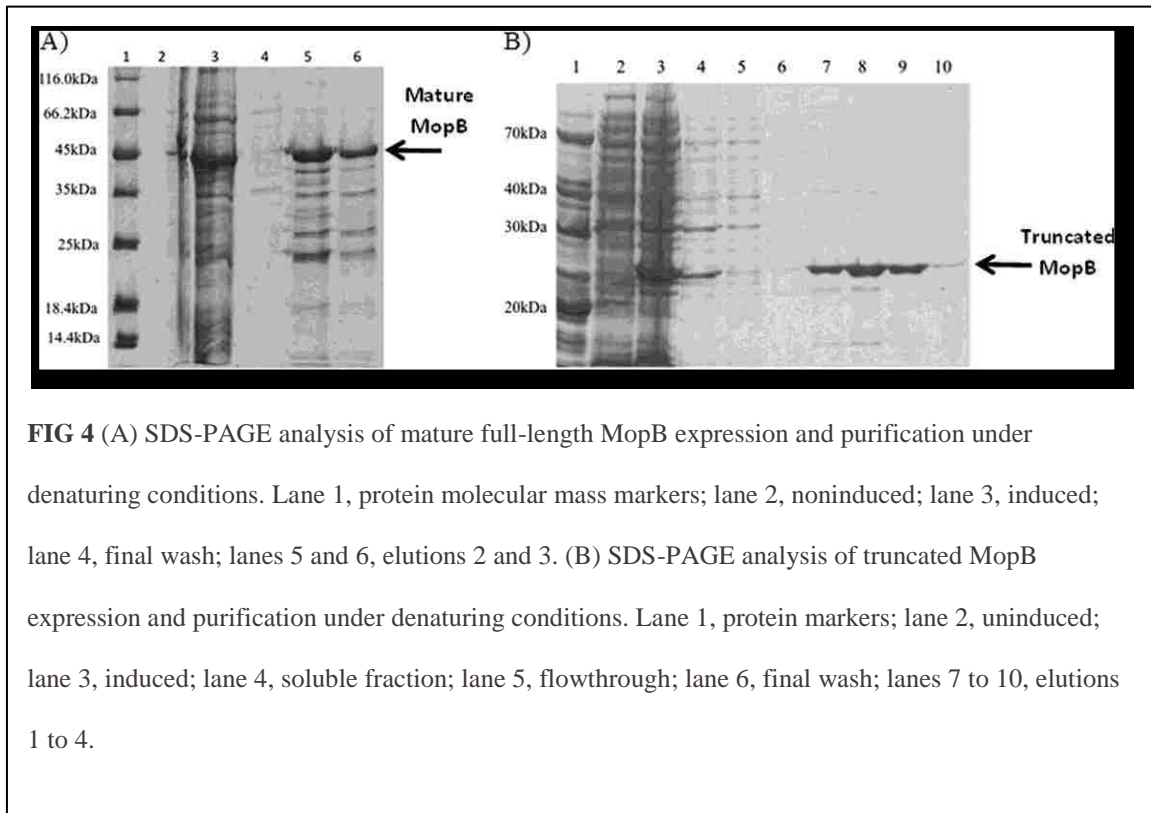 A)
1 2 3 4 5 6
116.0kDa
66.2kDa
45kDa
35kDa
25kDa
18.4kDa
14.4kDa
Mature
MopB
B)
1 2 3 4 5 6 7 8 9 10
70kDa
40kDa
30kDa
20kDa
Truncated
MopB
FIG 4 (A) SDS-PAGE analysis of mature full-length MopB expression and purification under
denaturing conditions. Lane 1, protein molecular mass markers; lane 2, noninduced; lane 3, induced;
lane 4, final wash; lanes 5 and 6, elutions 2 and 3. (B) SDS-PAGE analysis of truncated MopB
expression and purification under denaturing conditions. Lane 1, protein markers; lane 2, uninduced;
lane 3, induced; lane 4, soluble fraction; lane 5, flowthrough; lane 6, final wash; lanes 7 to 10, elutions
1 to 4.